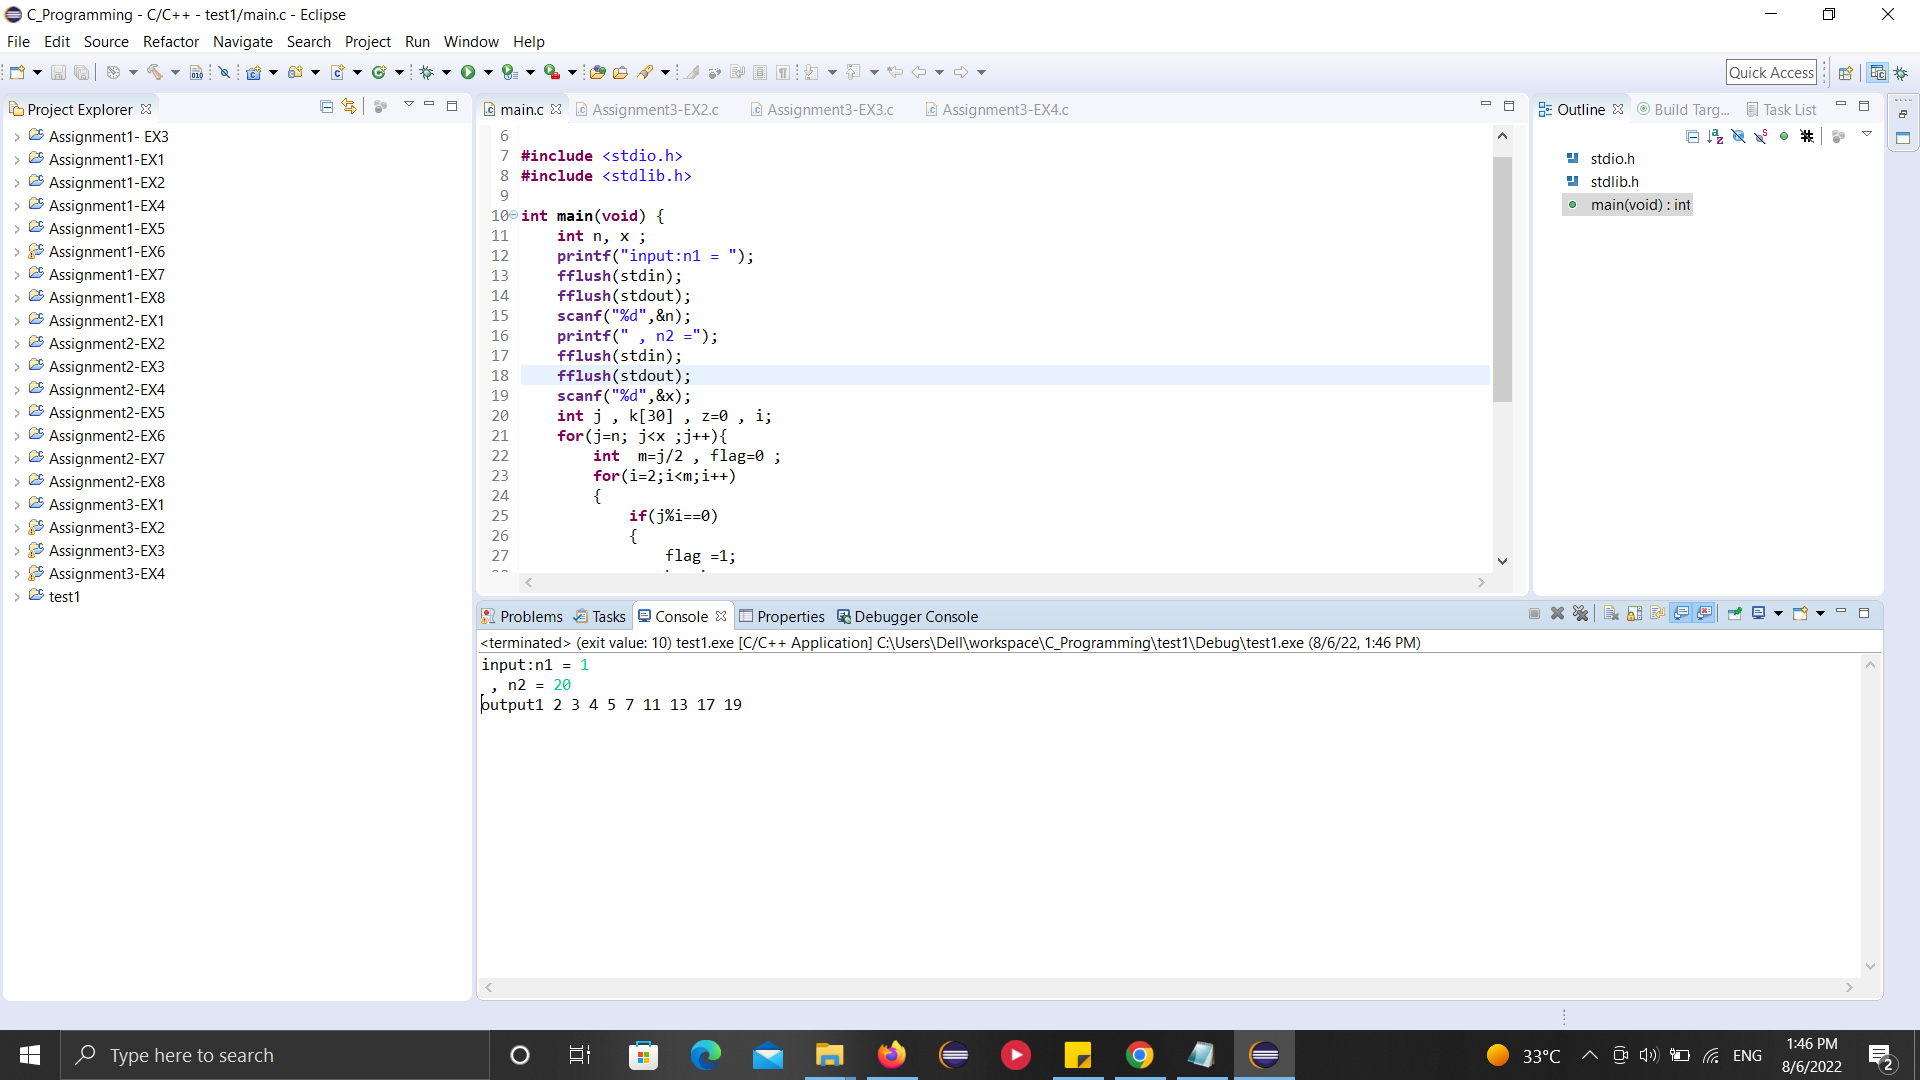 C_Programming - C/C++ - test1/main.c - Eclipse
File Edit Source Refactor Navigate Search Project Run Window Help
Quick Access
Project Explorer
Assignment1- EX3
Assignment1-EX1
Assignment1-EX2
Assignment1-EX4
Assignment1-EX5
Assignment1-EX6
Assignment1-EX7
Assignment1-EX8
Assignment2-EX1
Assignment2-EX2
Assignment2-EX3
Assignment2-EX4
Assignment2-EX5
Assignment2-EX6
Assignment2-EX7
Assignment2-EX8
Assignment3-EX1
Assignment3-EX2
Assignment3-EX3
Assignment3-EX4
test1
main.c Assignment3-EX2.c Assignment3-EX3.c Assignment3-EX4.c
6
7 #include <stdio.h>
8 #include <stdlib.h>
9
10 int main(void) {
11 int n, x ;
12 printf("input:n1 = ");
13 fflush(stdin);
14 fflush(stdout);
15 scanf("%d",&n);
16 printf(" , n2 =");
17 fflush(stdin);
18 fflush(stdout);
19 scanf("%d",&x);
20 int j , k[30] , z=0 , i;
21 for(j=n; j<x ;j++){
22 int  m=j/2 , flag=0 ;
23 for(i=2;i<m;i++)
24 {
25 if(j%i==0)
26 {
27 flag =1;
Outline Build Targ... Task List
stdio.h
stdlib.h
main(void) : int
Problems Tasks Console Properties Debugger Console
<terminated> (exit value: 10) test1.exe [C/C++ Application] C:\Users\Dell\workspace\C_Programming\test1\Debug\test1.exe (8/6/22, 1:46 PM)
input:n1 = 1
 , n2 = 20
output1 2 3 4 5 7 11 13 17 19
Type here to search
33°C
ENG
1:46 PM
8/6/2022
2